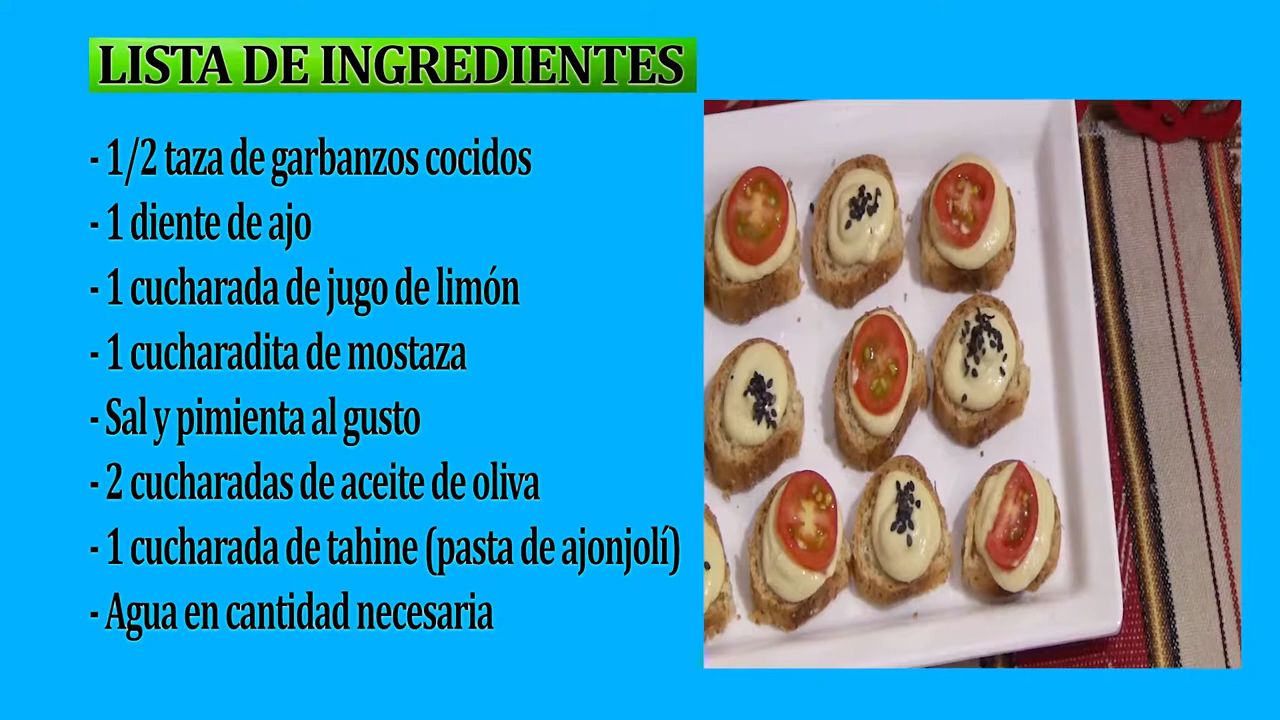 LISTA DE INGREDIENTES
- 1/2 taza de garbanzos cocidos
- 1 diente de ajo
- 1 cucharada de jugo de limón
- 1 cucharadita de mostaza
- Sal y pimienta al gusto
- 2 cucharadas de aceite de oliva
- 1 cucharada de tahine (pasta de ajonjolí)
- Agua en cantidad necesaria